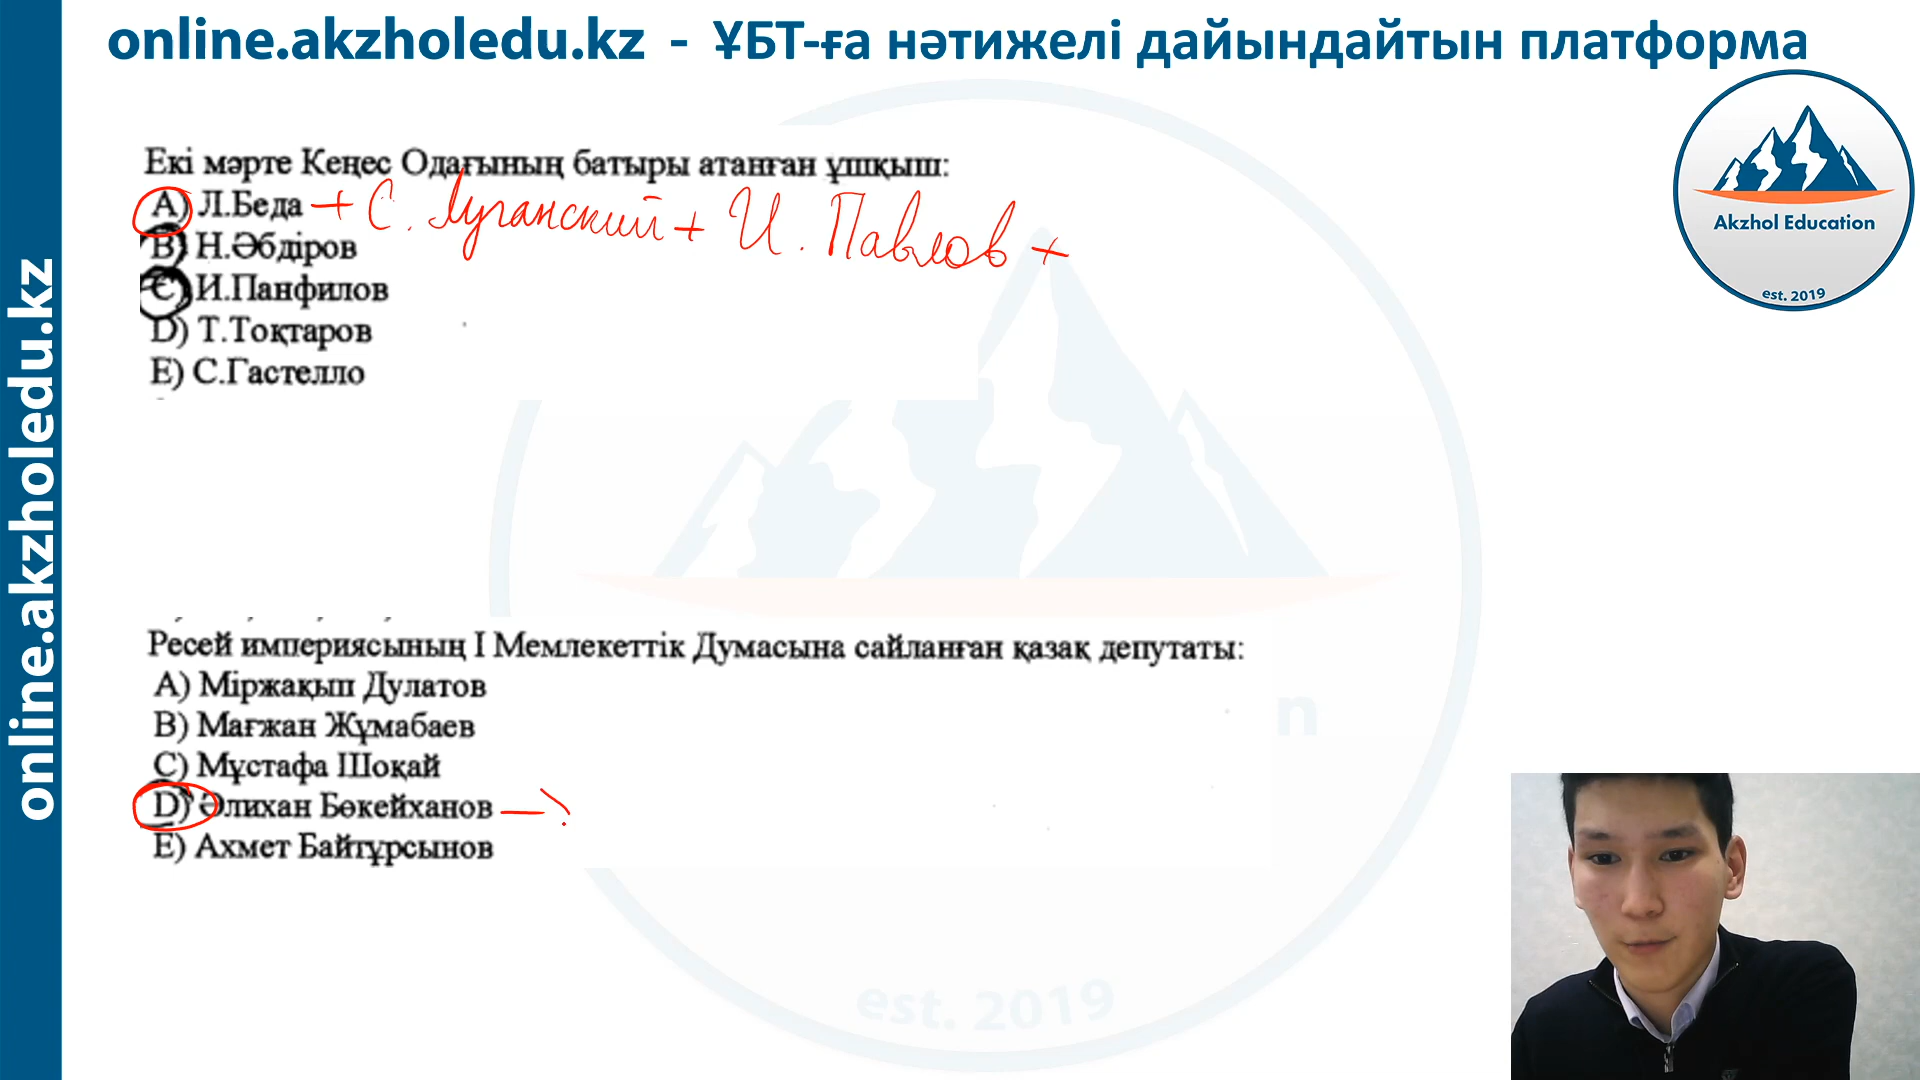 online.akzholedu.kz - ҰБТ-ға нәтижелі дайындайтын платформа
online.akzholedu.kz
Akzhol Education
est. 2019
Екі мәрте Кеңес Одағының батыры атанған ұшқыш:
A) Л.Беда + С. Луганский + И. Павлов +
B) Н.Әбдіров
C) И.Панфилов
D) Т.Тоқтаров
E) С.Гастелло
Ресей империясының І Мемлекеттік Думасына сайланған қазақ депутаты:
A) Міржақып Дулатов
B) Мағжан Жұмабаев
C) Мұстафа Шоқай
D) Әлихан Бөкейханов
E) Ахмет Байтұрсынов
n
est. 2019